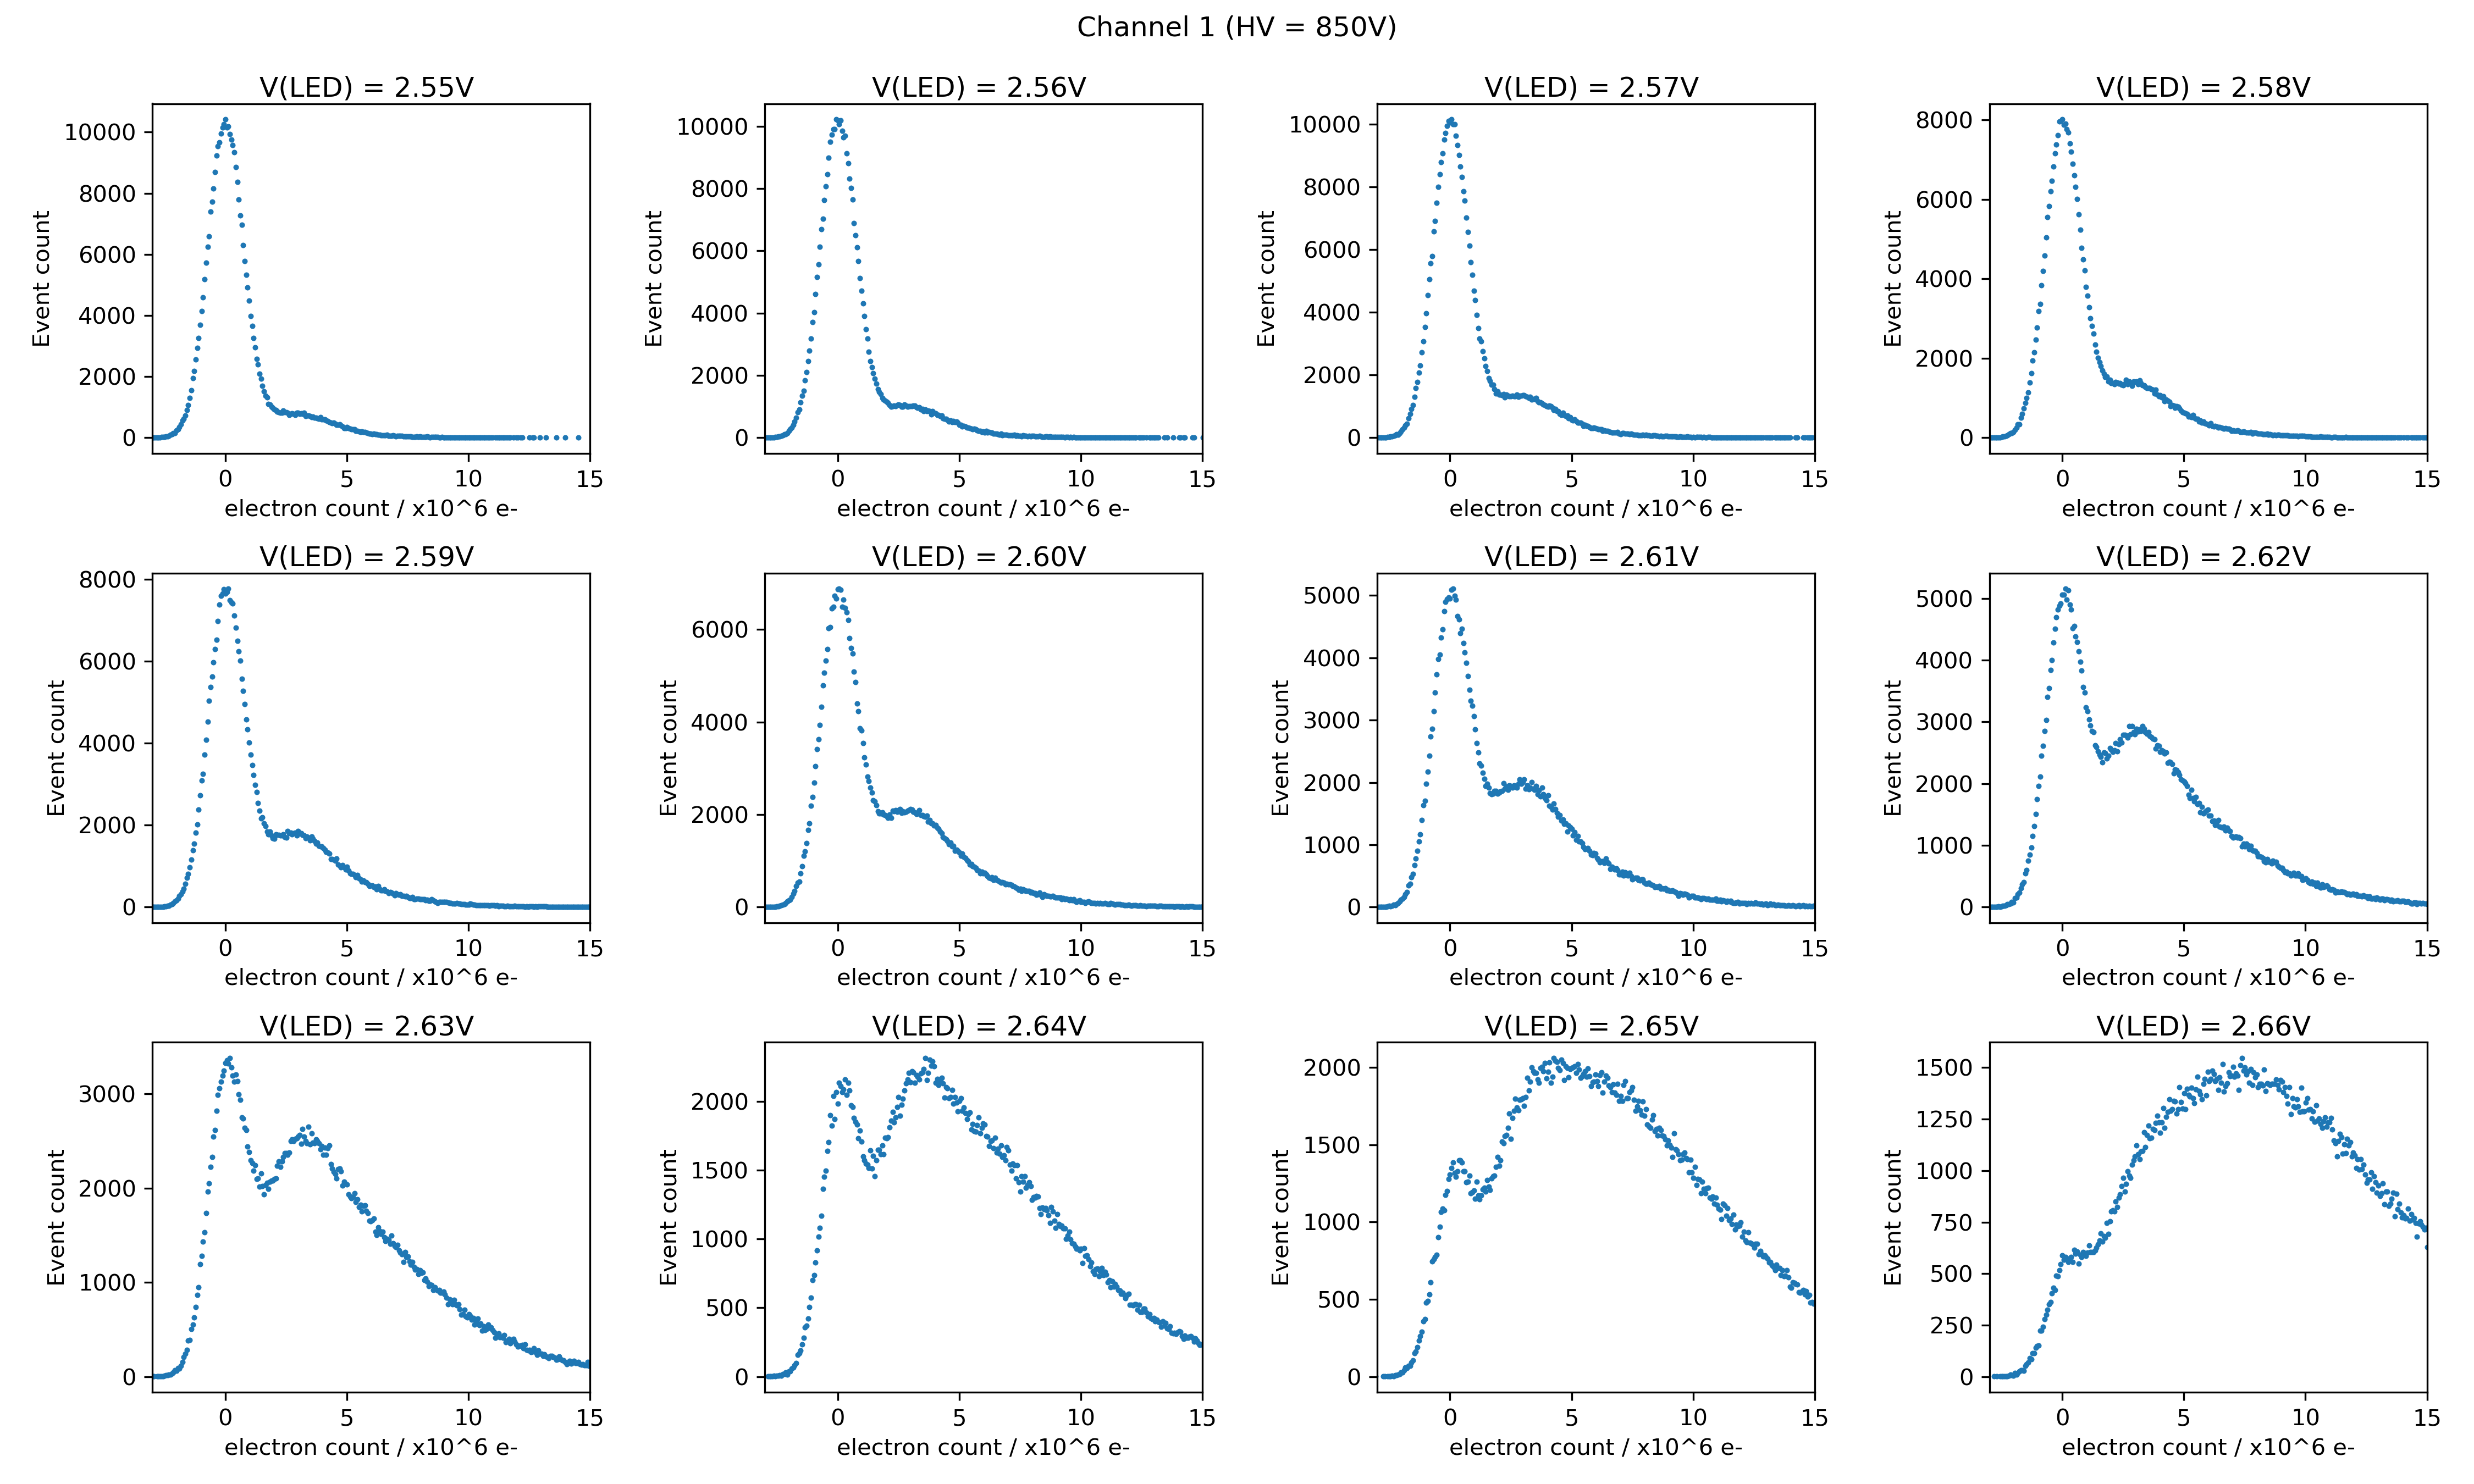 Channel 1 (HV = 850V)
V(LED) = 2.55V
10000
8000
6000
4000
2000
0
Event count
0 5 10 15
electron count / x10^6 e-
V(LED) = 2.56V
10000
8000
6000
4000
2000
0
Event count
0 5 10 15
electron count / x10^6 e-
V(LED) = 2.57V
10000
8000
6000
4000
2000
0
Event count
0 5 10 15
electron count / x10^6 e-
V(LED) = 2.58V
8000
6000
4000
2000
0
Event count
0 5 10 15
electron count / x10^6 e-
V(LED) = 2.59V
8000
6000
4000
2000
0
Event count
0 5 10 15
electron count / x10^6 e-
V(LED) = 2.60V
6000
4000
2000
0
Event count
0 5 10 15
electron count / x10^6 e-
V(LED) = 2.61V
5000
4000
3000
2000
1000
0
Event count
0 5 10 15
electron count / x10^6 e-
V(LED) = 2.62V
5000
4000
3000
2000
1000
0
Event count
0 5 10 15
electron count / x10^6 e-
V(LED) = 2.63V
3000
2000
1000
0
Event count
0 5 10 15
electron count / x10^6 e-
V(LED) = 2.64V
2000
1500
1000
500
0
Event count
0 5 10 15
electron count / x10^6 e-
V(LED) = 2.65V
2000
1500
1000
500
0
Event count
0 5 10 15
electron count / x10^6 e-
V(LED) = 2.66V
1500
1250
1000
750
500
250
0
Event count
0 5 10 15
electron count / x10^6 e-